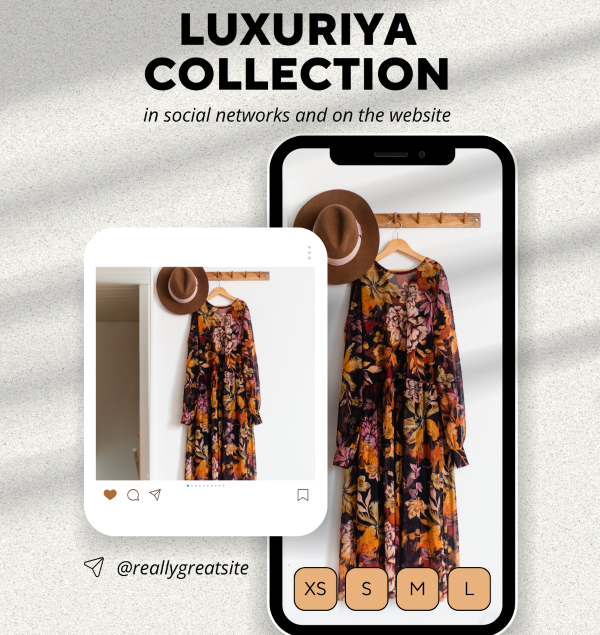 LUXURIYA
COLLECTION
in social networks and on the website
@reallygreatsite
XS S M L